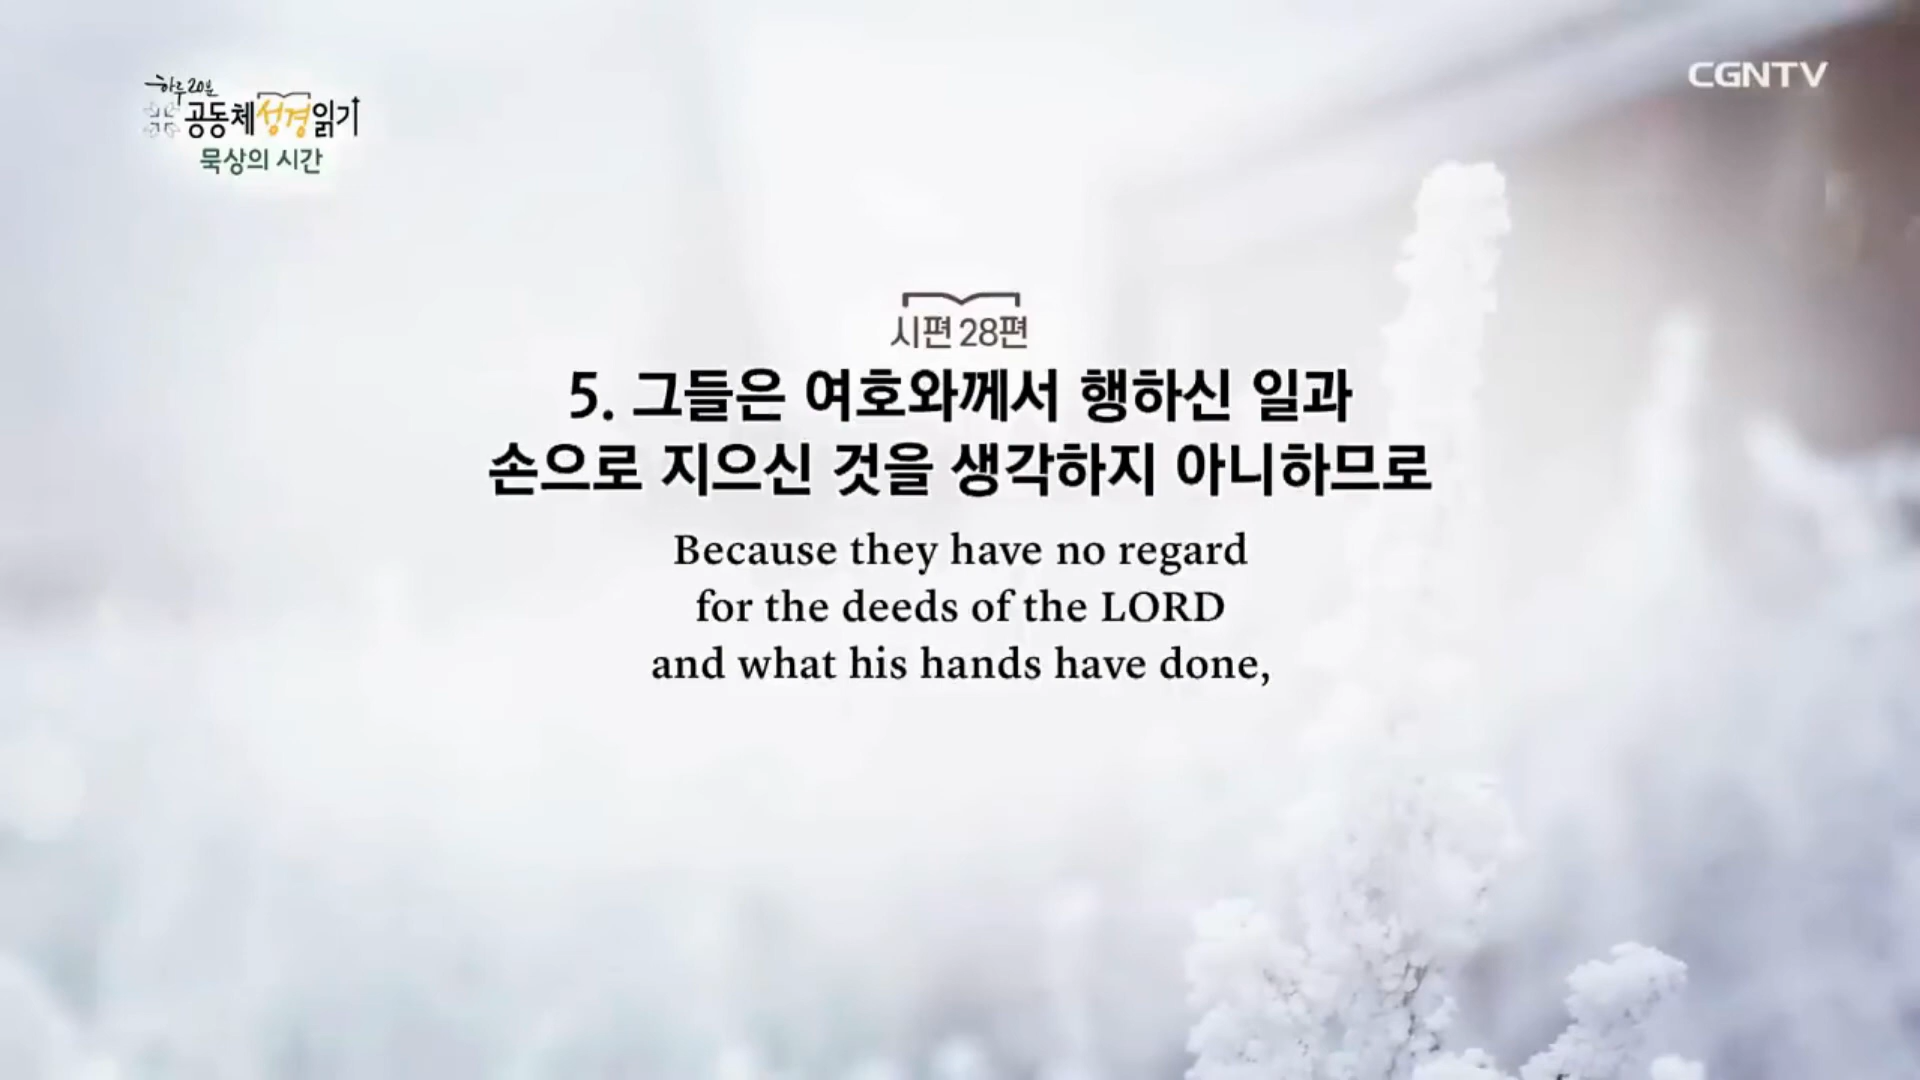 하루 20분
공동체성경읽기
묵상의 시간
CGNTV
시편 28편
5. 그들은 여호와께서 행하신 일과
손으로 지으신 것을 생각하지 아니하므로
Because they have no regard
for the deeds of the LORD
and what his hands have done,